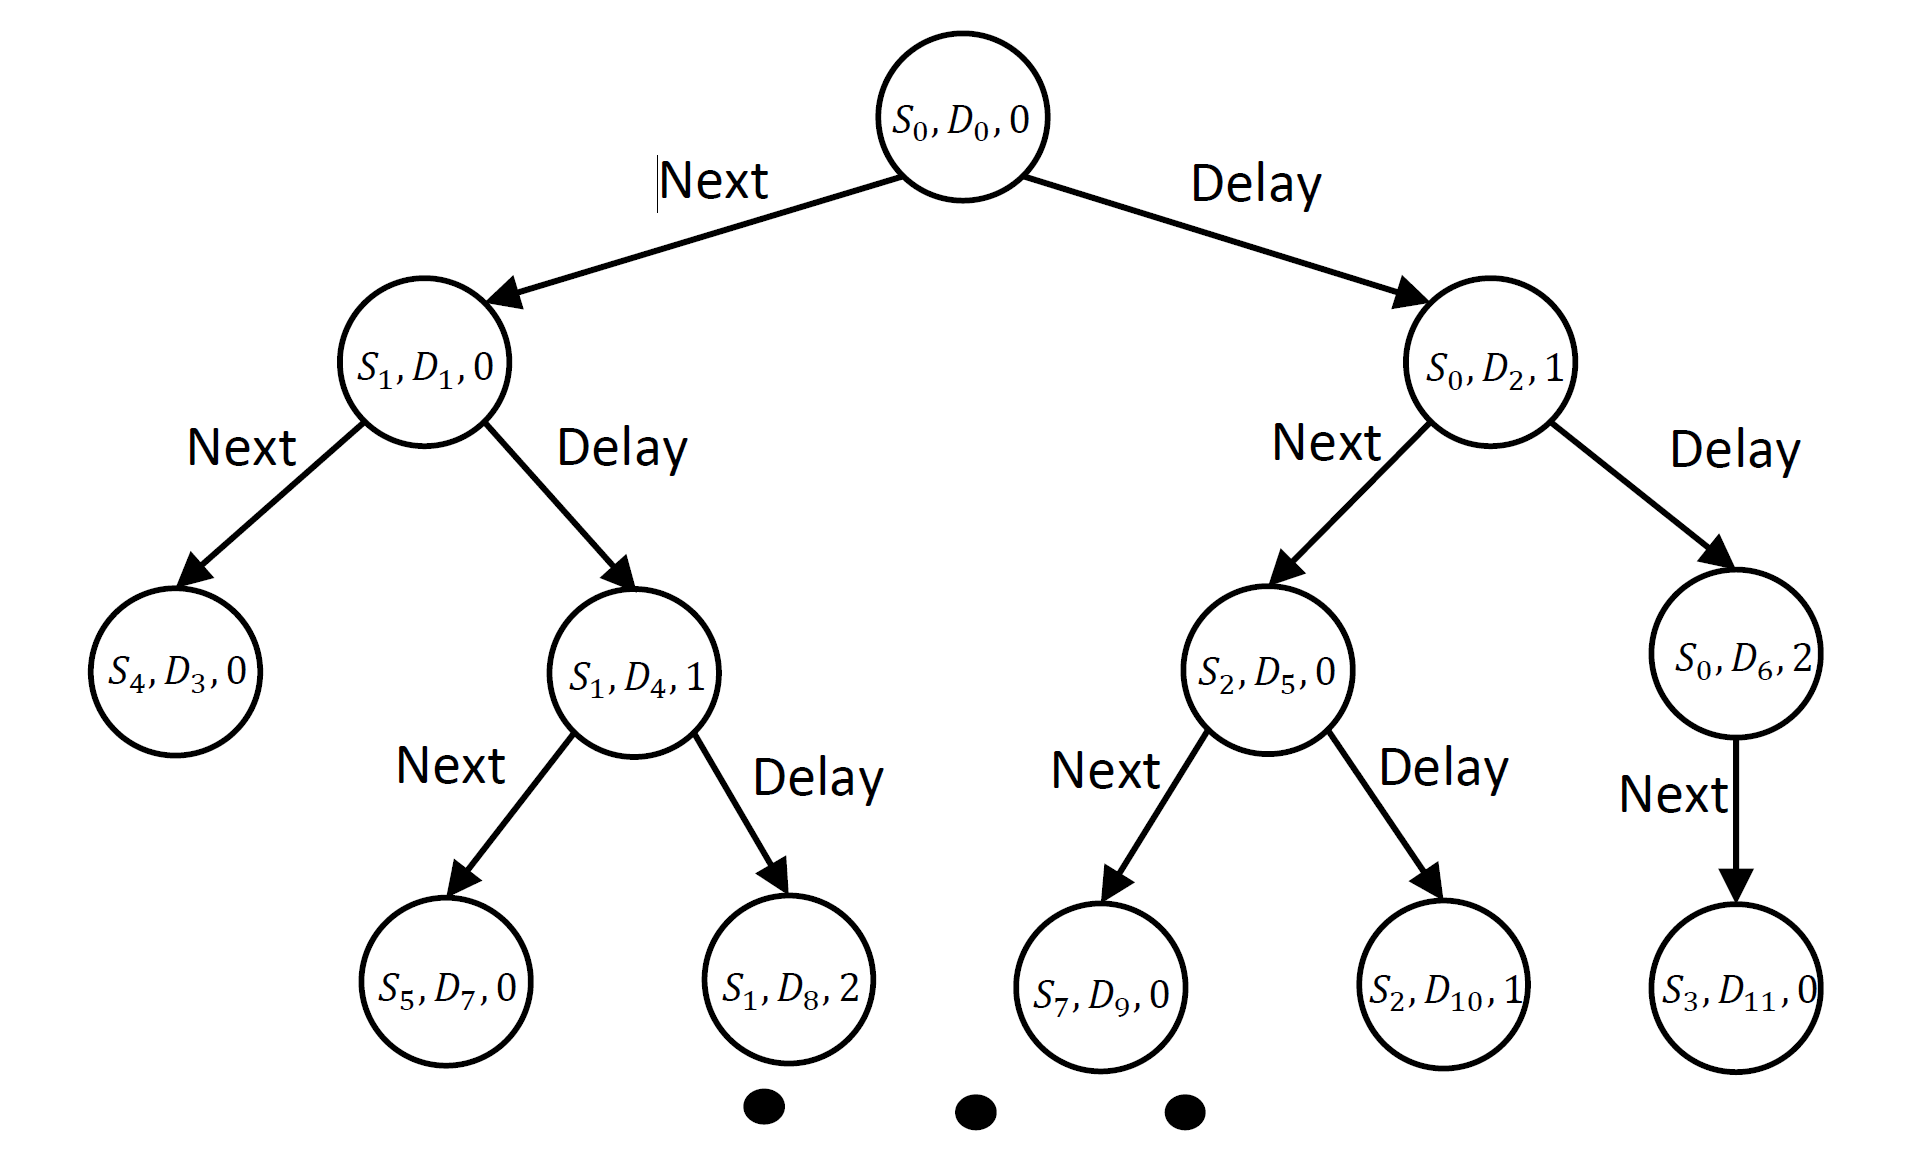 S₀, D₀, 0
Next
Delay
S₁, D₁, 0
S₀, D₂, 1
Next
Delay
Next
Delay
S₄, D₃, 0
S₁, D₄, 1
S₂, D₅, 0
S₀, D₆, 2
Next
Delay
Next
Delay
Next
S₅, D₇, 0
S₁, D₈, 2
S₇, D₉, 0
S₂, D₁₀, 1
S₃, D₁₁, 0